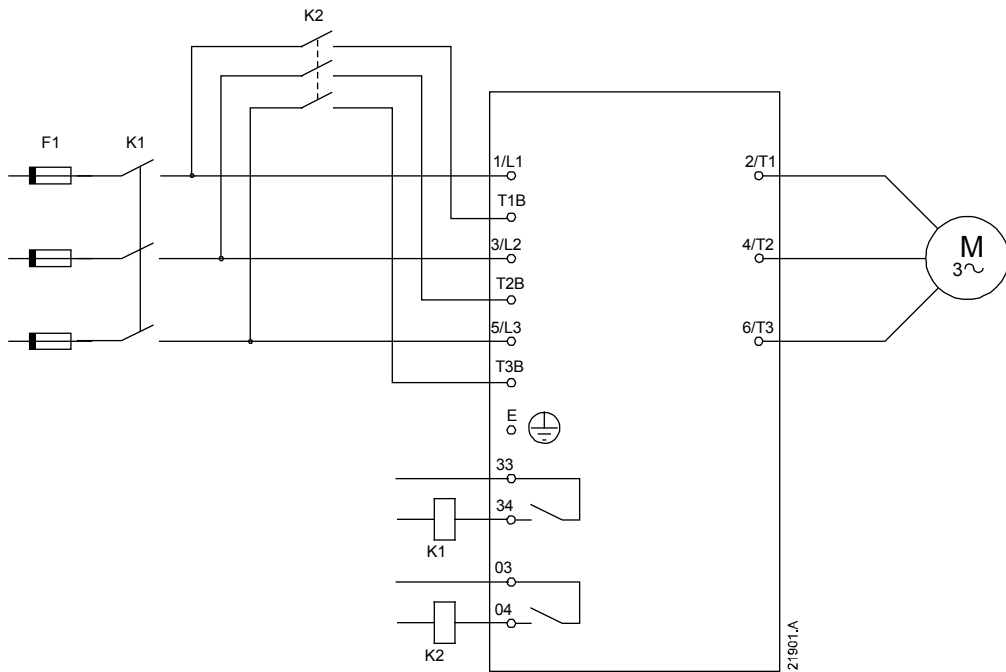 K2
F1
K1
1/L1
2/T1
T1B
3/L2
4/T2
M
3~
T2B
5/L3
6/T3
T3B
E
33
34
K1
03
04
K2
21901.A